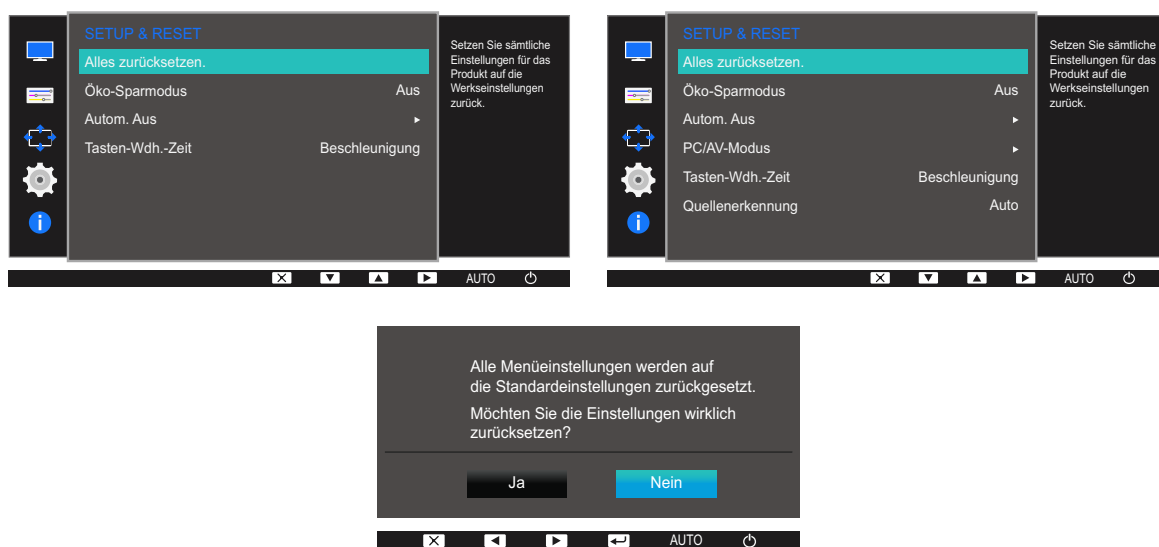 SETUP & RESET
Alles zurücksetzen.
Öko-Sparmodus Aus
Autom. Aus
Tasten-Wdh.-Zeit Beschleunigung
Setzen Sie sämtliche
Einstellungen für das
Produkt auf die
Werkseinstellungen
zurück.
AUTO
SETUP & RESET
Alles zurücksetzen.
Öko-Sparmodus Aus
Autom. Aus
PC/AV-Modus
Tasten-Wdh.-Zeit Beschleunigung
Quellenerkennung Auto
Setzen Sie sämtliche
Einstellungen für das
Produkt auf die
Werkseinstellungen
zurück.
AUTO
Alle Menüeinstellungen werden auf
die Standardeinstellungen zurückgesetzt.
Möchten Sie die Einstellungen wirklich
zurücksetzen?
Ja Nein
AUTO